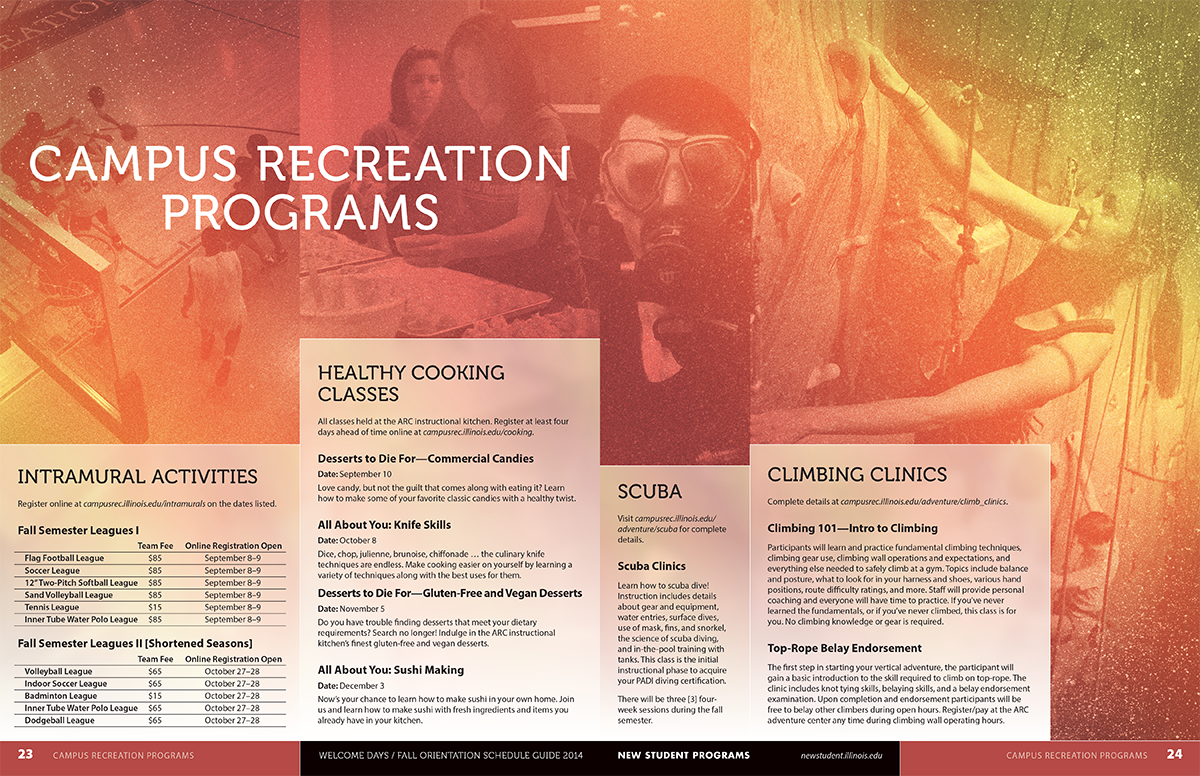 CAMPUS RECREATION
PROGRAMS
INTRAMURAL ACTIVITIES
Register online at campusrec.illinois.edu/intramurals on the dates listed.
Fall Semester Leagues I
Team Fee Online Registration Open
Flag Football League $85 September 8–9
Soccer League $85 September 8–9
12" Two-Pitch Softball League $85 September 8–9
Sand Volleyball League $85 September 8–9
Tennis League $15 September 8–9
Inner Tube Water Polo League $85 September 8–9
Fall Semester Leagues II [Shortened Seasons]
Team Fee Online Registration Open
Volleyball League $65 October 27–28
Indoor Soccer League $65 October 27–28
Badminton League $15 October 27–28
Inner Tube Water Polo League $65 October 27–28
Dodgeball League $65 October 27–28
HEALTHY COOKING
CLASSES
All classes held at the ARC instructional kitchen. Register at least four
days ahead of time online at campusrec.illinois.edu/cooking.
Desserts to Die For—Commercial Candies
Date: September 10
Love candy, but not the guilt that comes along with eating it? Learn
how to make some of your favorite classic candies with a healthy twist.
All About You: Knife Skills
Date: October 8
Dice, chop, julienne, brunoise, chiffonade … the culinary knife
techniques are endless. Make cooking easier on yourself by learning a
variety of techniques along with the best uses for them.
Desserts to Die For—Gluten-Free and Vegan Desserts
Date: November 5
Do you have trouble finding desserts that meet your dietary
requirements? Search no longer! Indulge in the ARC instructional
kitchen's finest gluten-free and vegan desserts.
All About You: Sushi Making
Date: December 3
Now's your chance to learn how to make sushi in your own home. Join
us and learn how to make sushi with fresh ingredients and items you
already have in your kitchen.
SCUBA
Visit campusrec.illinois.edu/
adventure/scuba for complete
details.
Scuba Clinics
Learn how to scuba dive!
Instruction includes details
about gear and equipment,
water entries, surface dives,
use of mask, fins, and snorkel,
the science of scuba diving,
and in-the-pool training with
tanks. This class is the initial
instructional phase to acquire
your PADI diving certification.
There will be three [3] four-
week sessions during the fall
semester.
CLIMBING CLINICS
Complete details at campusrec.illinois.edu/adventure/climb_clinics.
Climbing 101—Intro to Climbing
Participants will learn and practice fundamental climbing techniques,
climbing gear use, climbing wall operations and expectations, and
everything else needed to safely climb at a gym. Topics include balance
and posture, what to look for in your harness and shoes, various hand
positions, route difficulty ratings, and more. Staff will provide personal
coaching and everyone will have time to practice. If you've never
learned the fundamentals, or if you've never climbed, this class is for
you. No climbing knowledge or gear is required.
Top-Rope Belay Endorsement
The first step in starting your vertical adventure, the participant will
gain a basic introduction to the skill required to climb on top-rope. The
clinic includes knot tying skills, belaying skills, and a belay endorsement
examination. Upon completion and endorsement participants will be
free to belay other climbers during open hours. Register/pay at the ARC
adventure center any time during climbing wall operating hours.
23 CAMPUS RECREATION PROGRAMS
WELCOME DAYS / FALL ORIENTATION SCHEDULE GUIDE 2014 NEW STUDENT PROGRAMS newstudent.illinois.edu
CAMPUS RECREATION PROGRAMS 24